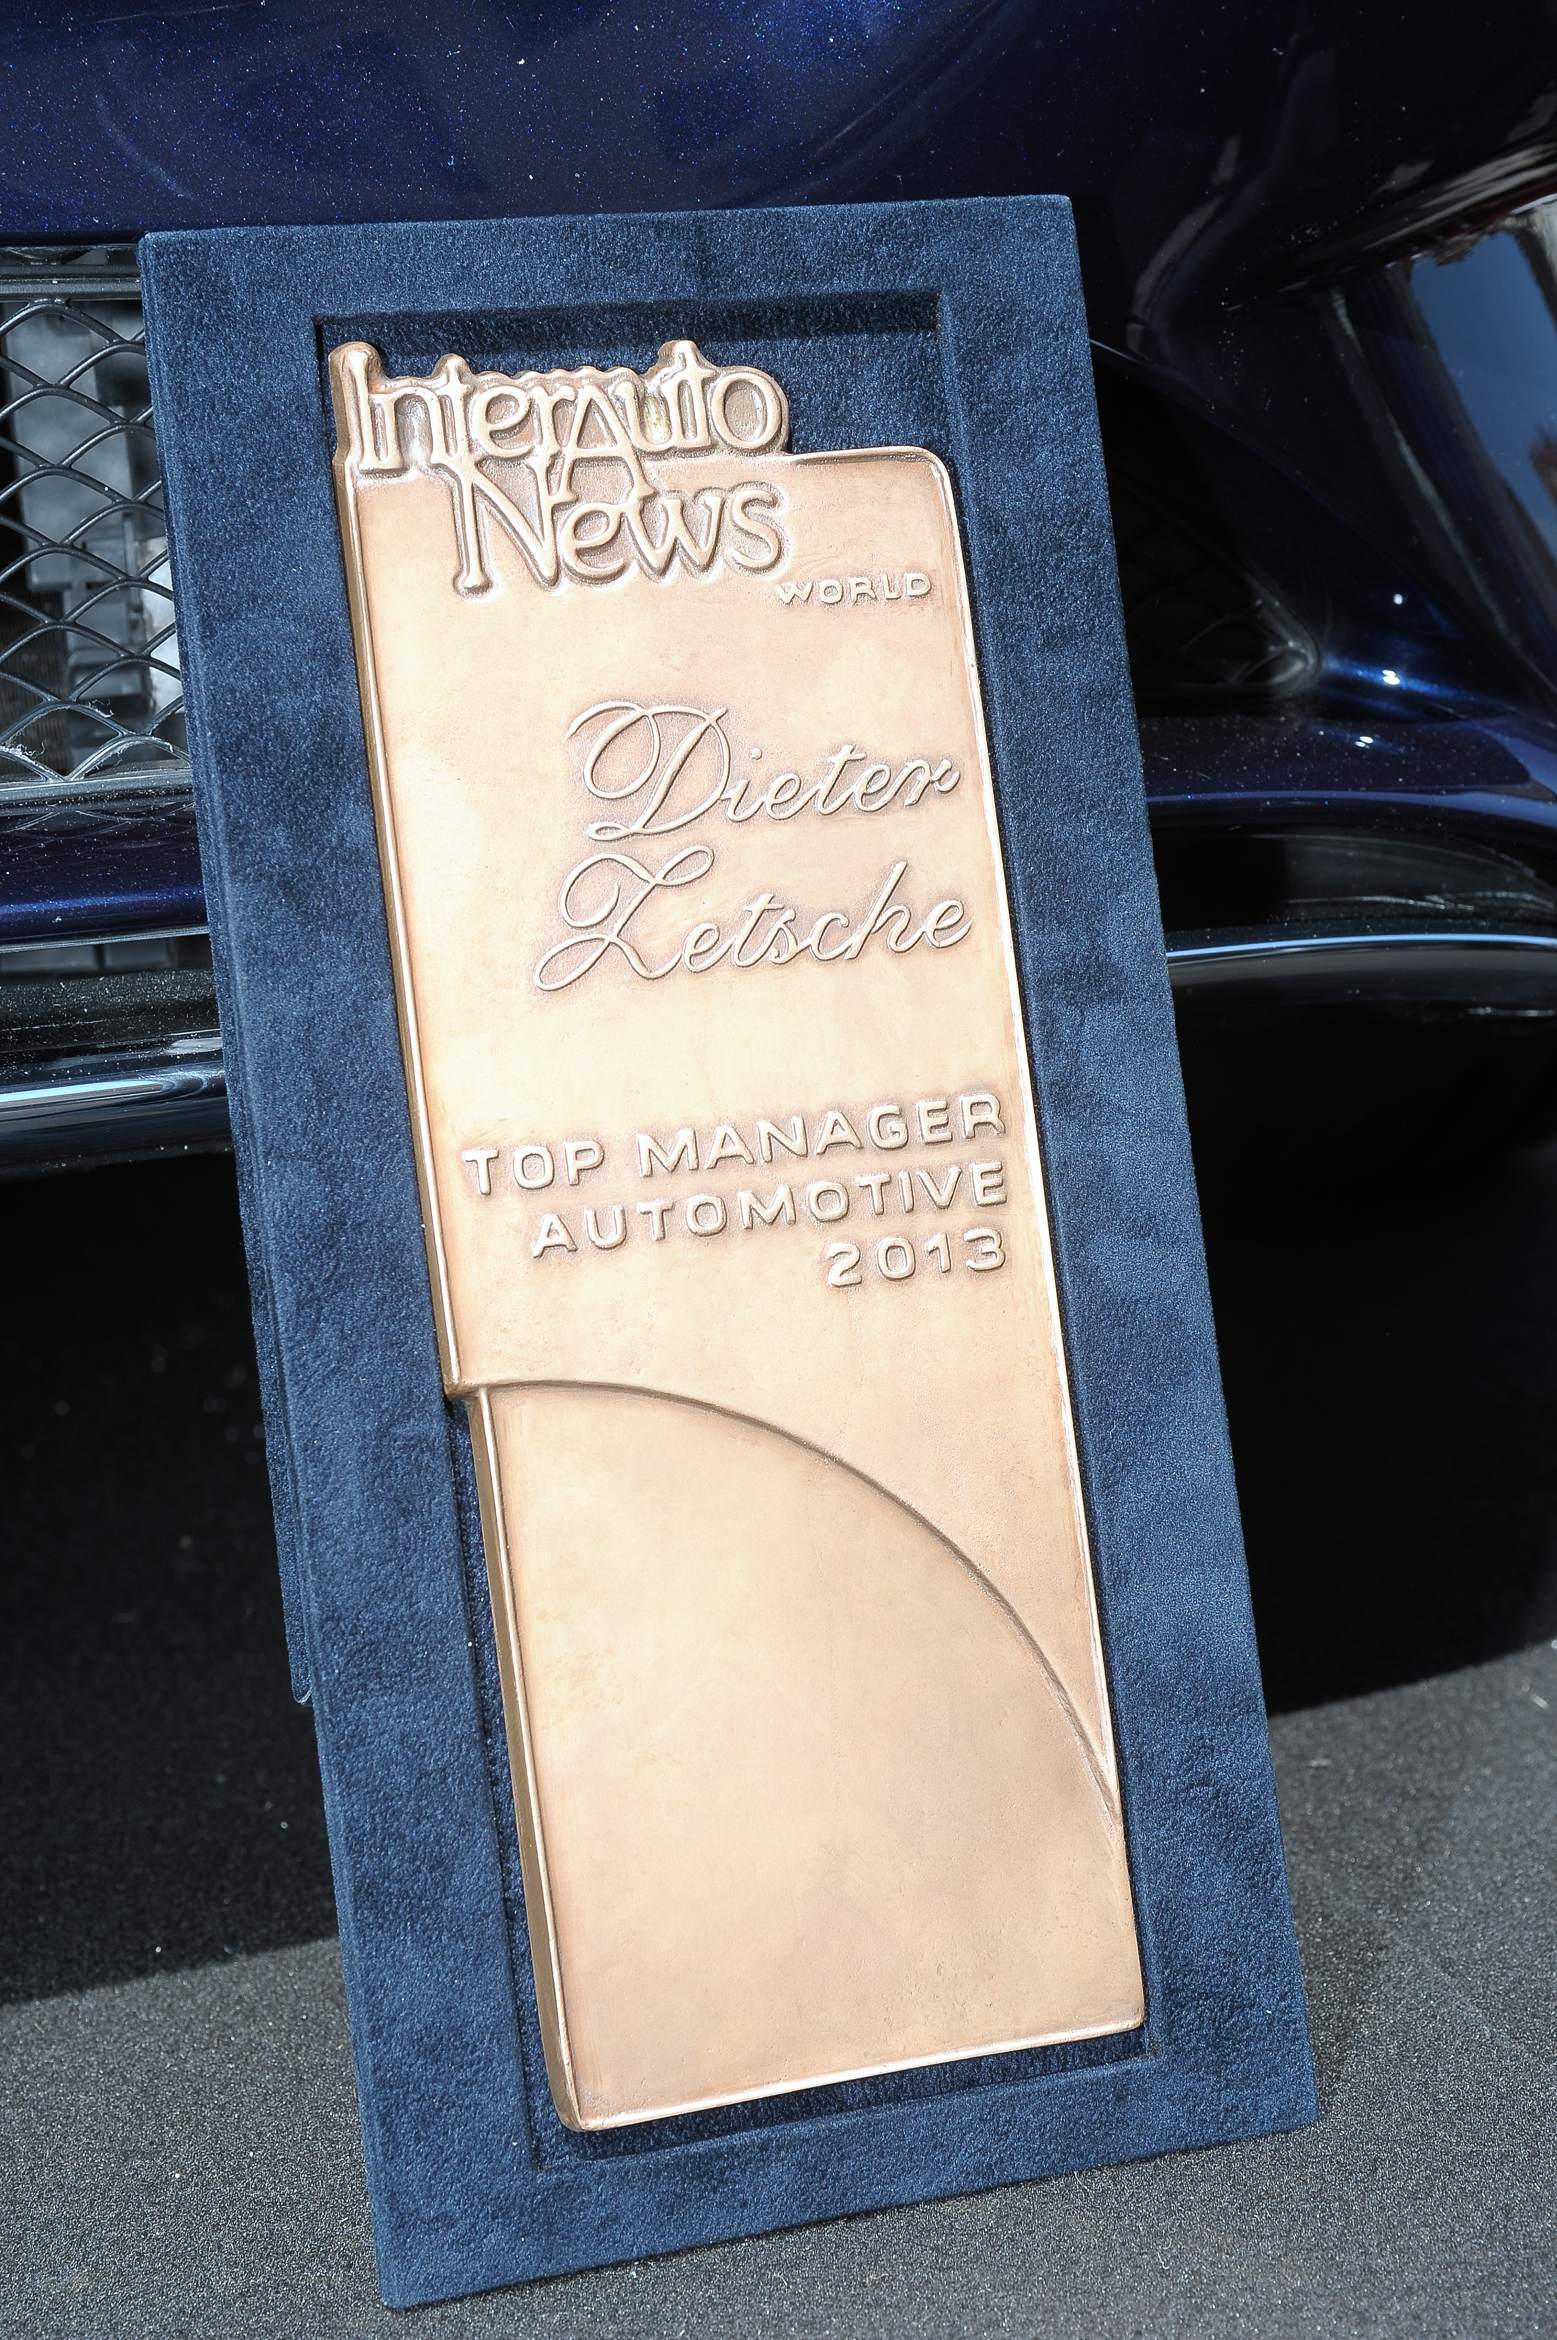 InterAuto
News
WORLD
Dieter
Zetsche
TOP MANAGER
AUTOMOTIVE
2013